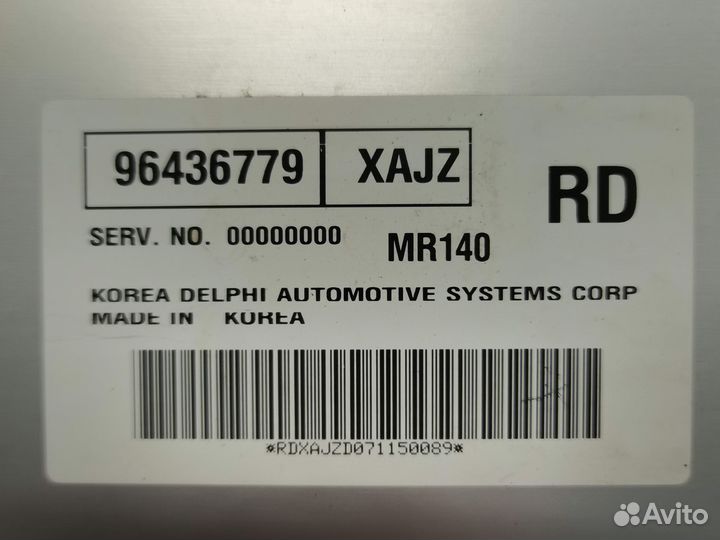 96436779 XAJZ RD
SERV. NO. 00000000 MR140
KOREA DELPHI AUTOMOTIVE SYSTEMS CORP
MADE IN KOREA
*RDXAJZD071150089*
Avito